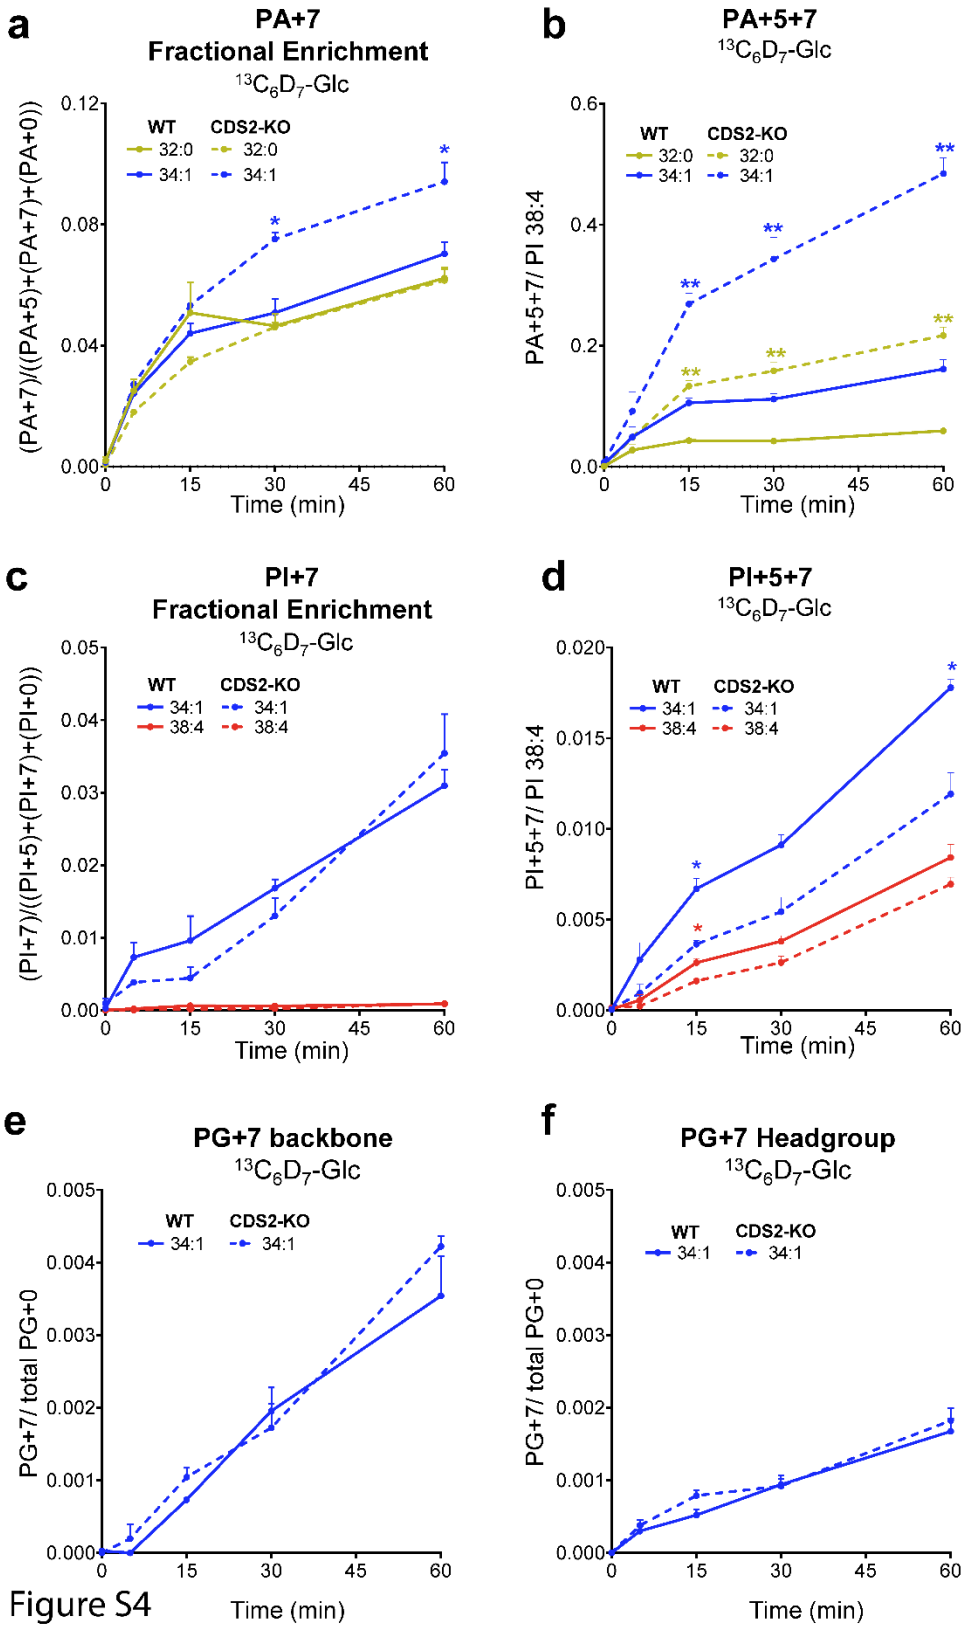 a
PA+7
Fractional Enrichment
¹³C₆D₇-Glc
(PA+7)/((PA+5)+(PA+7)+(PA+0))
0.12
0.08
0.04
0.00
WT CDS2-KO
32:0 32:0
34:1 34:1
*
*
0 15 30 45 60
Time (min)
b
PA+5+7
¹³C₆D₇-Glc
PA+5+7/ PI 38:4
0.6
0.4
0.2
0.0
WT CDS2-KO
32:0 32:0
34:1 34:1
**
**
**
**
**
**
0 15 30 45 60
Time (min)
c
PI+7
Fractional Enrichment
¹³C₆D₇-Glc
(PI+7)/((PI+5)+(PI+7)+(PI+0))
0.05
0.04
0.03
0.02
0.01
0.00
WT CDS2-KO
34:1 34:1
38:4 38:4
0 15 30 45 60
Time (min)
d
PI+5+7
¹³C₆D₇-Glc
PI+5+7/ PI 38:4
0.020
0.015
0.010
0.005
0.000
WT CDS2-KO
34:1 34:1
38:4 38:4
*
*
*
0 15 30 45 60
Time (min)
e
PG+7 backbone
¹³C₆D₇-Glc
PG+7/ total PG+0
0.005
0.004
0.003
0.002
0.001
0.000
WT CDS2-KO
34:1 34:1
0 15 30 45 60
Time (min)
f
PG+7 Headgroup
¹³C₆D₇-Glc
PG+7/ total PG+0
0.005
0.004
0.003
0.002
0.001
0.000
WT CDS2-KO
34:1 34:1
0 15 30 45 60
Time (min)
Figure S4